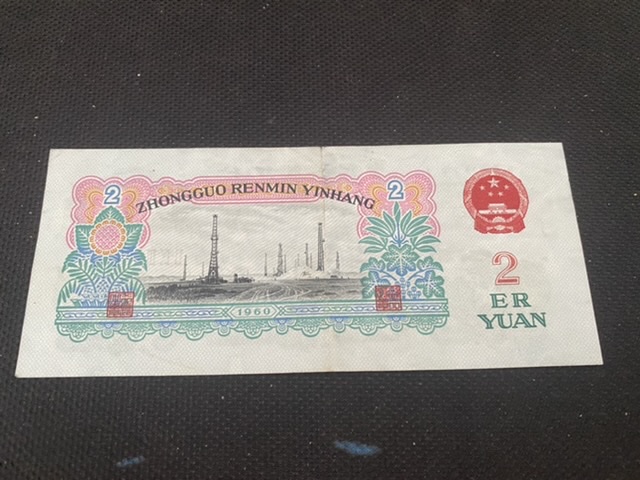 2 ZHONGGUO RENMIN YINHANG 2
2
ER
YUAN
1960